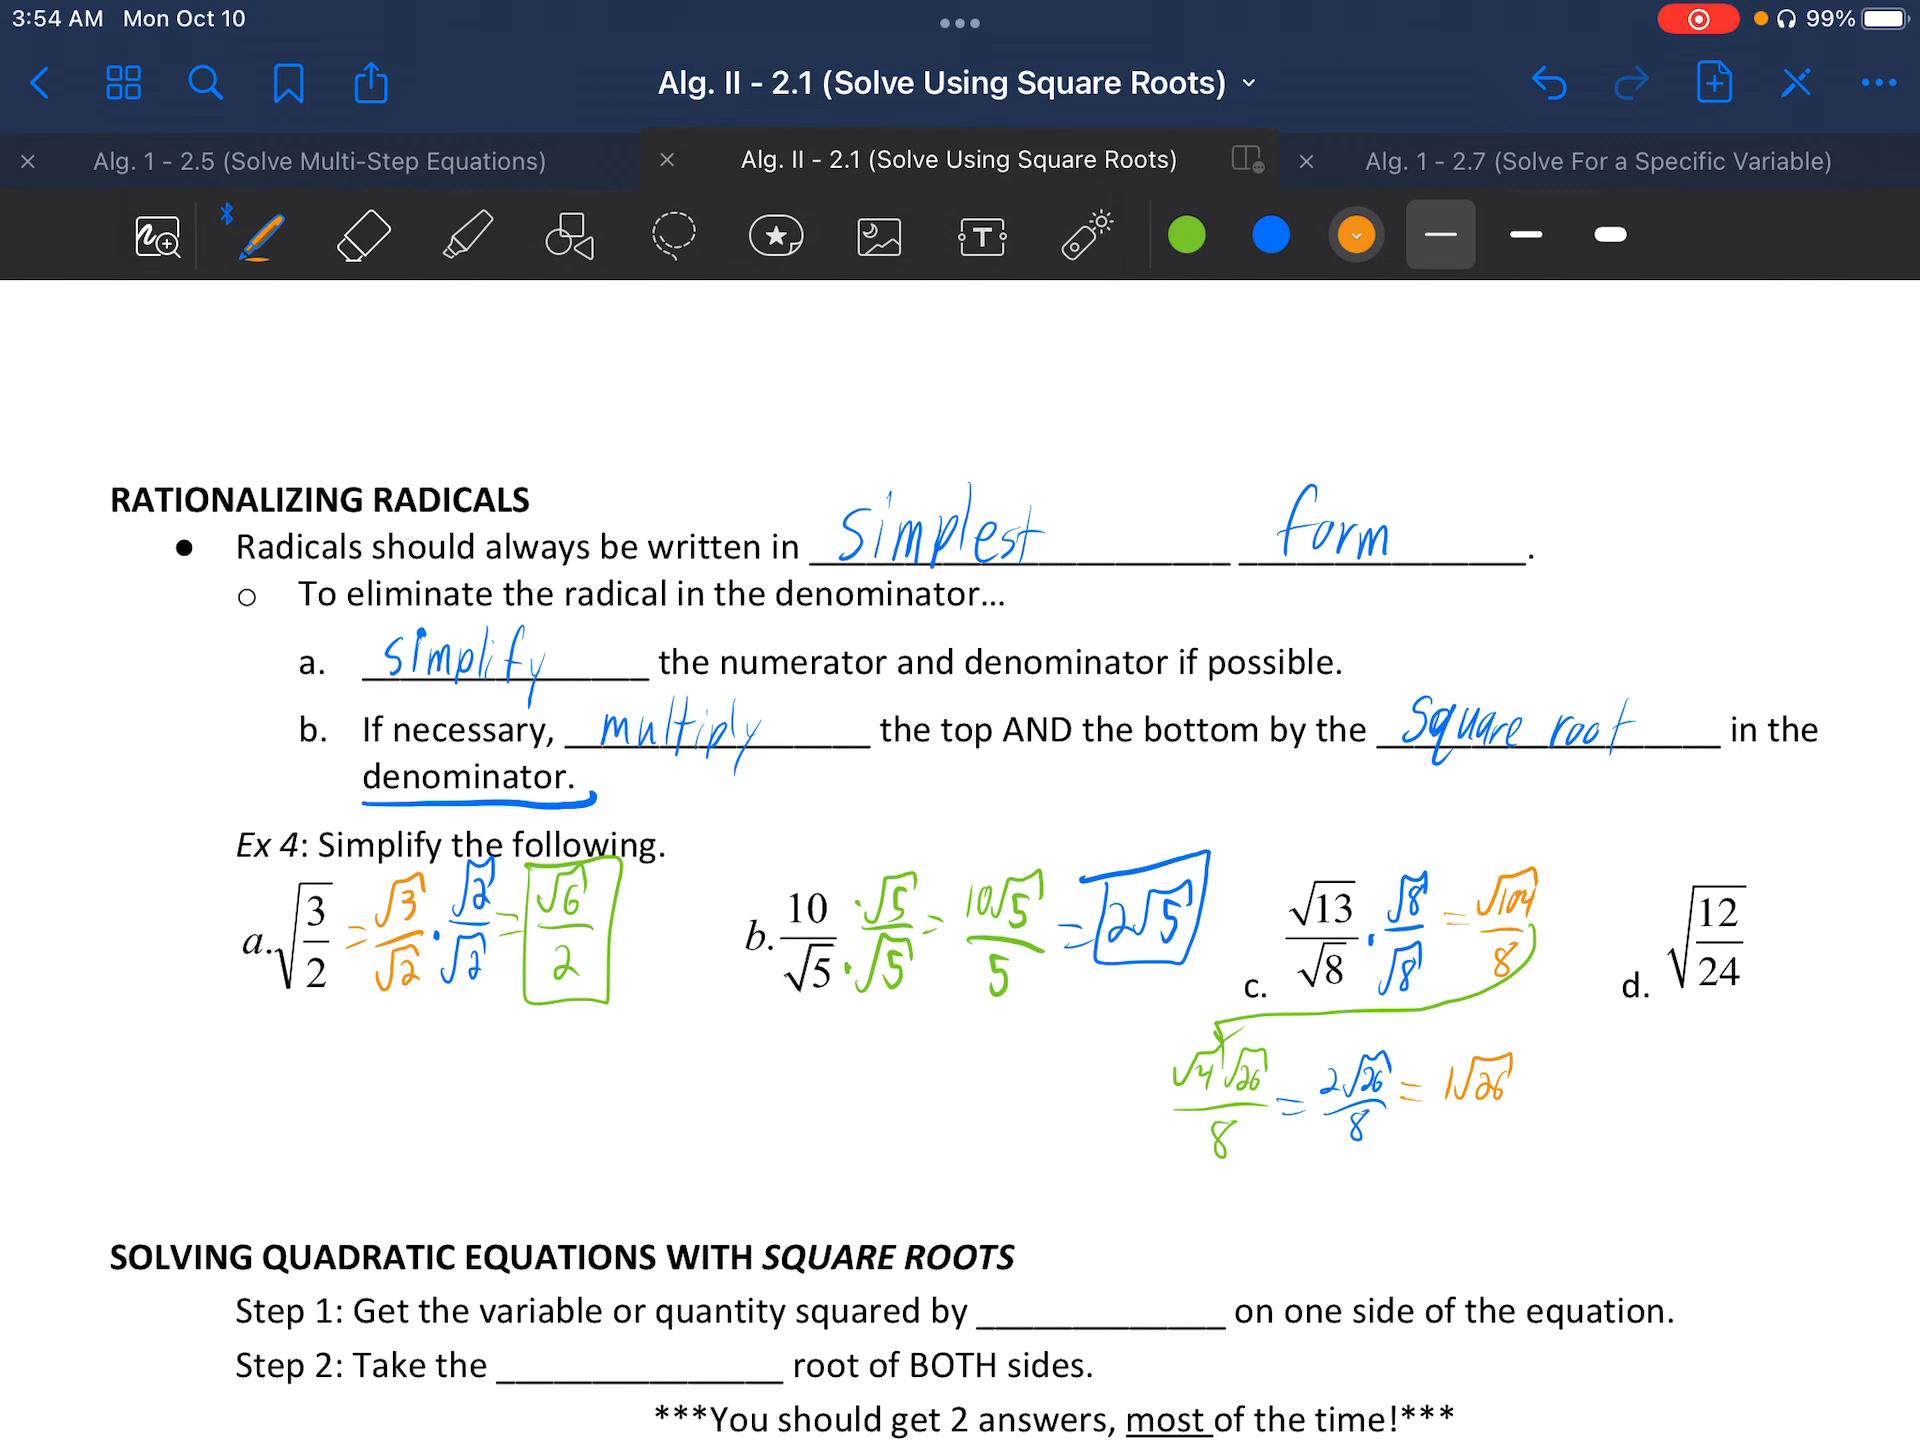 3:54 AM Mon Oct 10 99%
Alg. II - 2.1 (Solve Using Square Roots)
Alg. 1 - 2.5 (Solve Multi-Step Equations) Alg. II - 2.1 (Solve Using Square Roots) Alg. 1 - 2.7 (Solve For a Specific Variable)
RATIONALIZING RADICALS
● Radicals should always be written in simplest form.
o To eliminate the radical in the denominator...
a. simplify the numerator and denominator if possible.
b. If necessary, multiply the top AND the bottom by the square root in the
denominator.
Ex 4: Simplify the following.
a. √(3/2) = √3/√2 · √2/√2 = √6/2
b. 10/√5 · √5/√5 = 10√5/5 = 2√5
c. √13/√8 · √8/√8 = √104/8
√4√26/8 = 2√26/8 = 1√26
d. √(12/24)
SOLVING QUADRATIC EQUATIONS WITH SQUARE ROOTS
Step 1: Get the variable or quantity squared by ____________ on one side of the equation.
Step 2: Take the ______________ root of BOTH sides.
***You should get 2 answers, most of the time!***